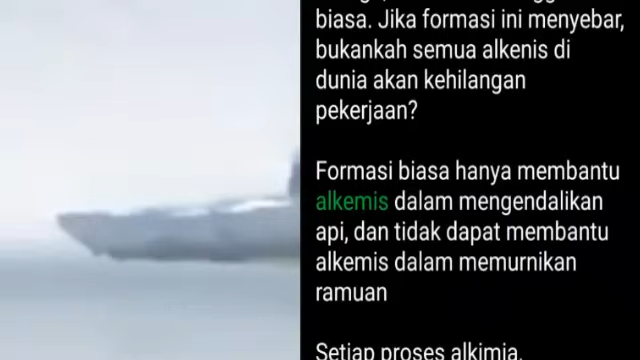 biasa. Jika formasi ini menyebar,
bukankah semua alkenis di
dunia akan kehilangan
pekerjaan?
Formasi biasa hanya membantu
alkemis dalam mengendalikan
api, dan tidak dapat membantu
alkemis dalam memurnikan
ramuan
Setiap proses alkimia,